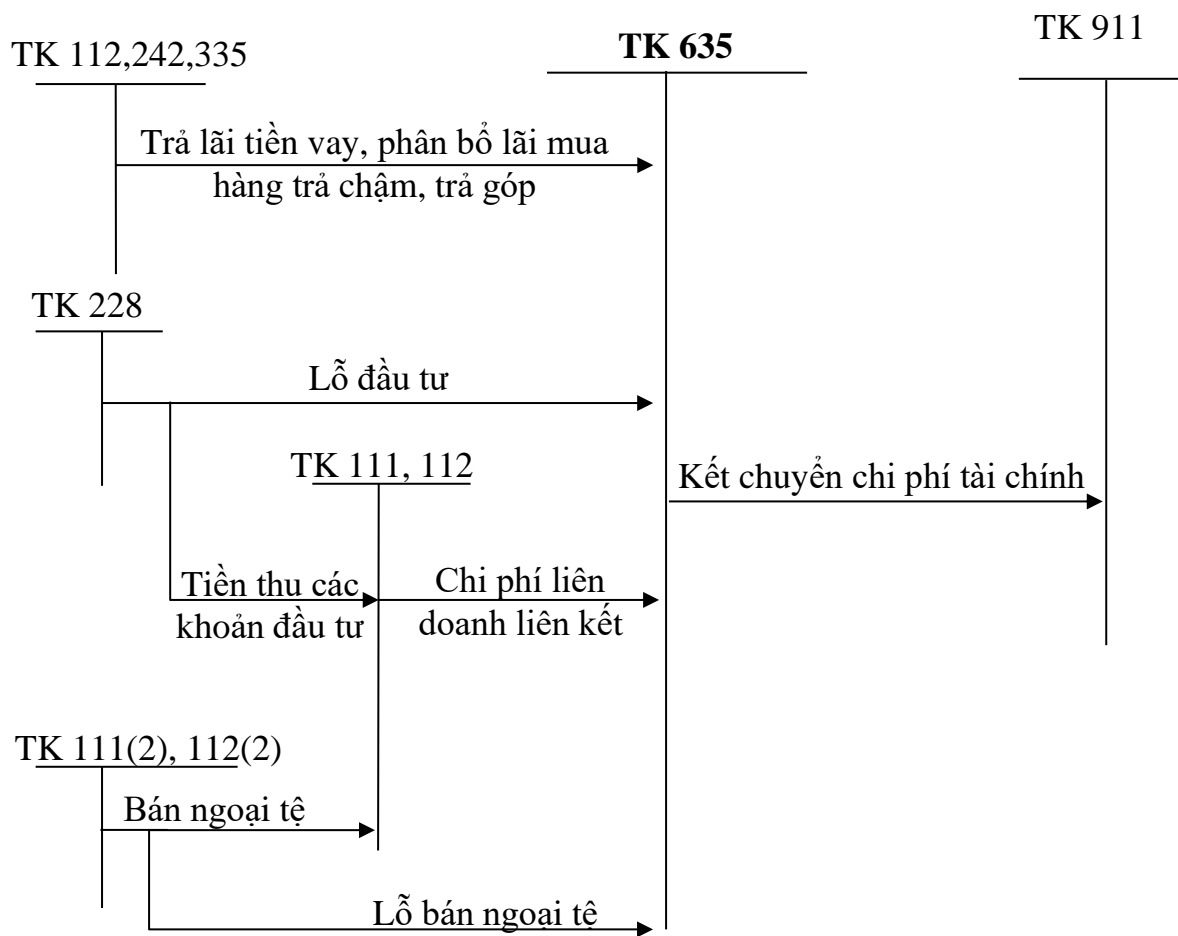 TK 112,242,335
TK 635
TK 911
Trả lãi tiền vay, phân bổ lãi mua
hàng trả chậm, trả góp
TK 228
Lỗ đầu tư
TK 111, 112
Kết chuyển chi phí tài chính
Tiền thu các
khoản đầu tư
Chi phí liên
doanh liên kết
TK 111(2), 112(2)
Bán ngoại tệ
Lỗ bán ngoại tệ